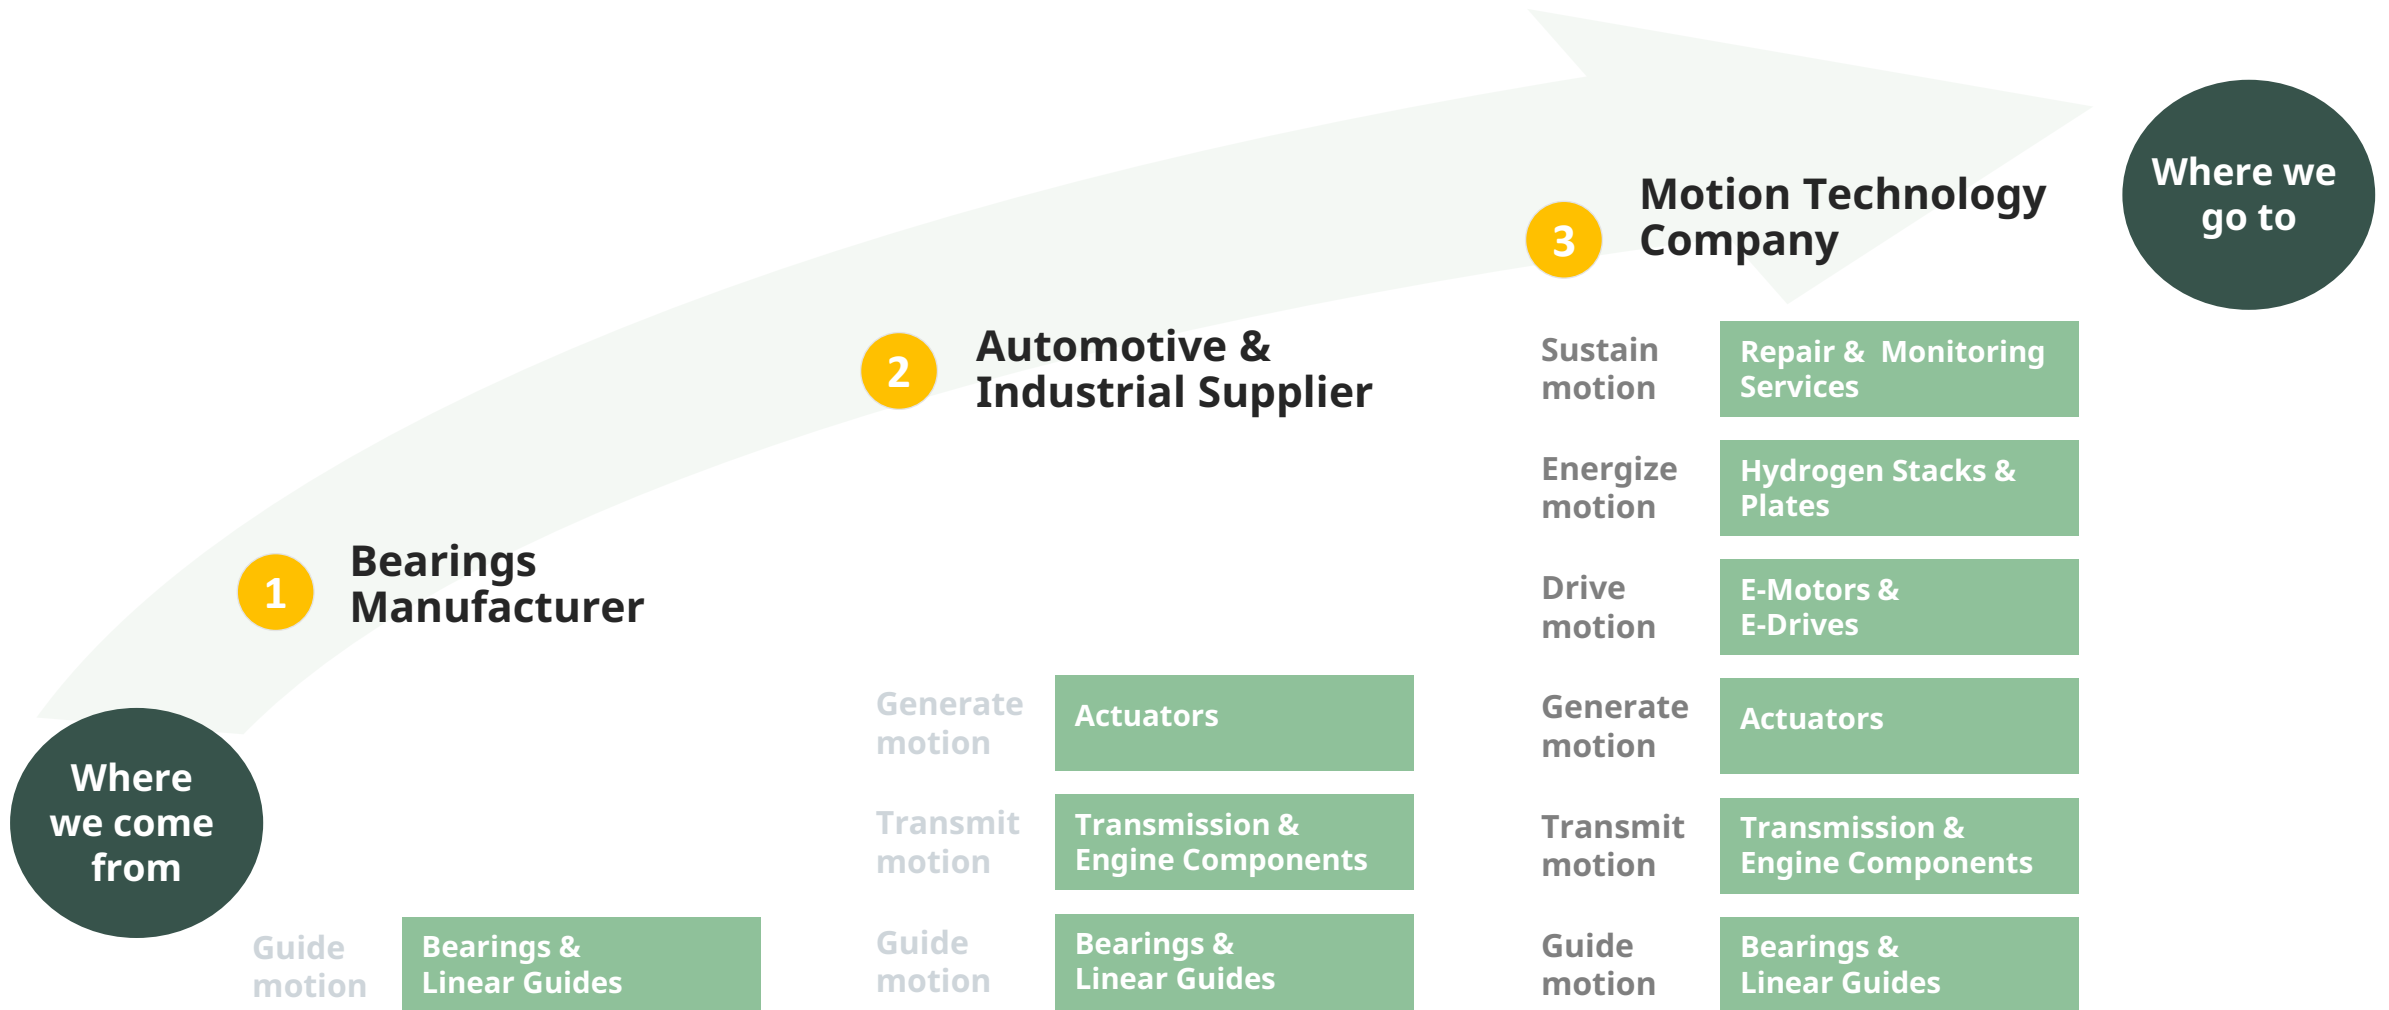 Where
we come
from
1
Bearings
Manufacturer
Guide
motion
Bearings &
Linear Guides
2
Automotive &
Industrial Supplier
Generate
motion
Actuators
Transmit
motion
Transmission &
Engine Components
Guide
motion
Bearings &
Linear Guides
3
Motion Technology
Company
Sustain
motion
Repair & Monitoring
Services
Energize
motion
Hydrogen Stacks &
Plates
Drive
motion
E-Motors &
E-Drives
Generate
motion
Actuators
Transmit
motion
Transmission &
Engine Components
Guide
motion
Bearings &
Linear Guides
Where we
go to